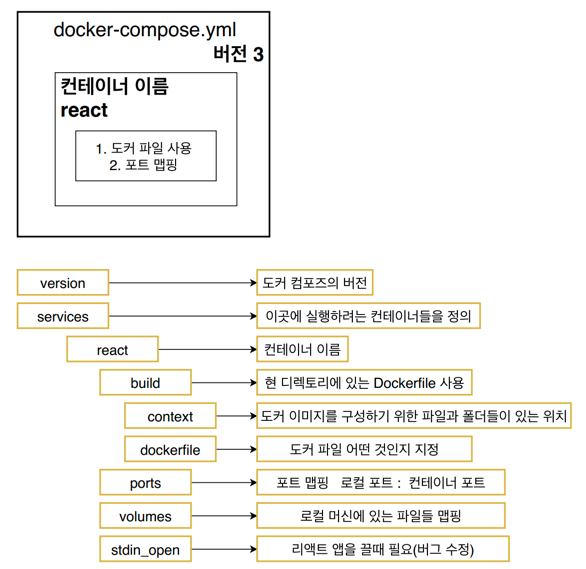 docker-compose.yml
버전 3
컨테이너 이름
react
1. 도커 파일 사용
2. 포트 맵핑
version 도커 컴포즈의 버전
services 이곳에 실행하려는 컨테이너들을 정의
react 컨테이너 이름
build 현 디렉토리에 있는 Dockerfile 사용
context 도커 이미지를 구성하기 위한 파일과 폴더들이 있는 위치
dockerfile 도커 파일 어떤 것인지 지정
ports 포트 맵핑 로컬 포트 : 컨테이너 포트
volumes 로컬 머신에 있는 파일들 맵핑
stdin_open 리액트 앱을 끌때 필요(버그 수정)